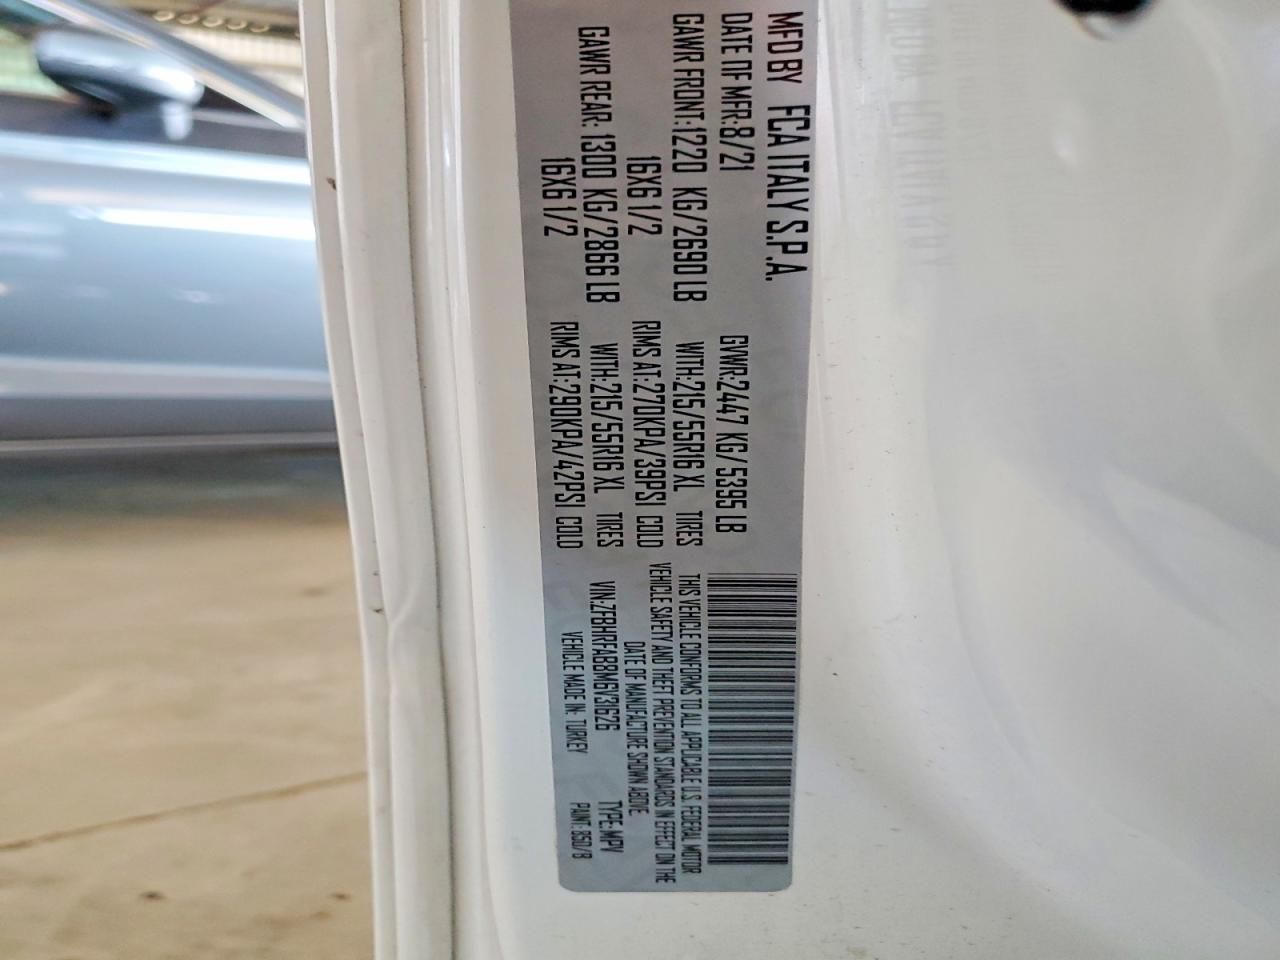 MFD BY FCA ITALY S.P.A.
DATE OF MFR:8/21 GVWR:2447 KG/5395 LB
GAWR FRONT:1220 KG/2690 LB WITH:215/55R16 XL TIRES
16X6 1/2 RIMS AT:270KPA/39PSI COLD
GAWR REAR: 1300 KG/2866 LB WITH:215/55R16 XL TIRES
16X6 1/2 RIMS AT:290KPA/42PSI COLD
THIS VEHICLE CONFORMS TO ALL APPLICABLE U.S. FEDERAL MOTOR
VEHICLE SAFETY AND THEFT PREVENTION STANDARDS IN EFFECT ON THE
DATE OF MANUFACTURE SHOWN ABOVE
VIN:ZFBHRFAB8M6V31626 TYPE:MPV
VEHICLE MADE IN: TURKEY PAINT: 850/B